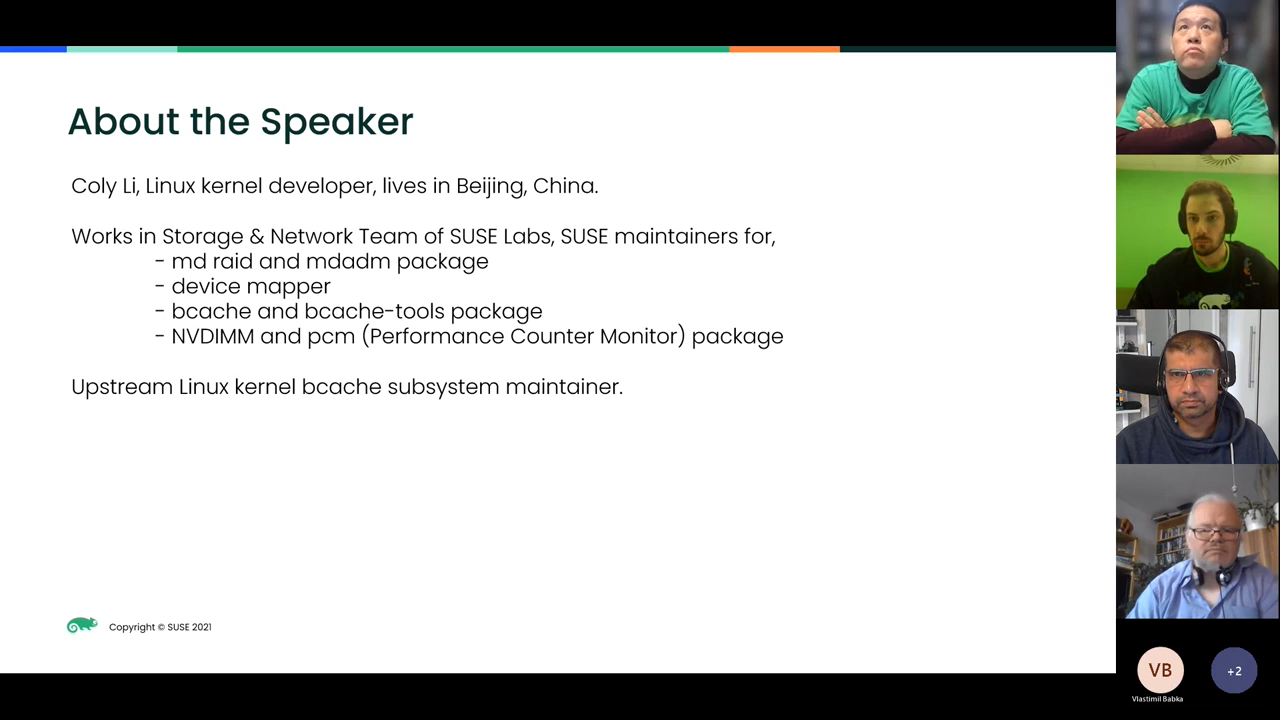 About the Speaker
Coly Li, Linux kernel developer, lives in Beijing, China.
Works in Storage & Network Team of SUSE Labs, SUSE maintainers for,
- md raid and mdadm package
- device mapper
- bcache and bcache-tools package
- NVDIMM and pcm (Performance Counter Monitor) package
Upstream Linux kernel bcache subsystem maintainer.
Copyright © SUSE 2021
VB
+2
Vlastimil Babka